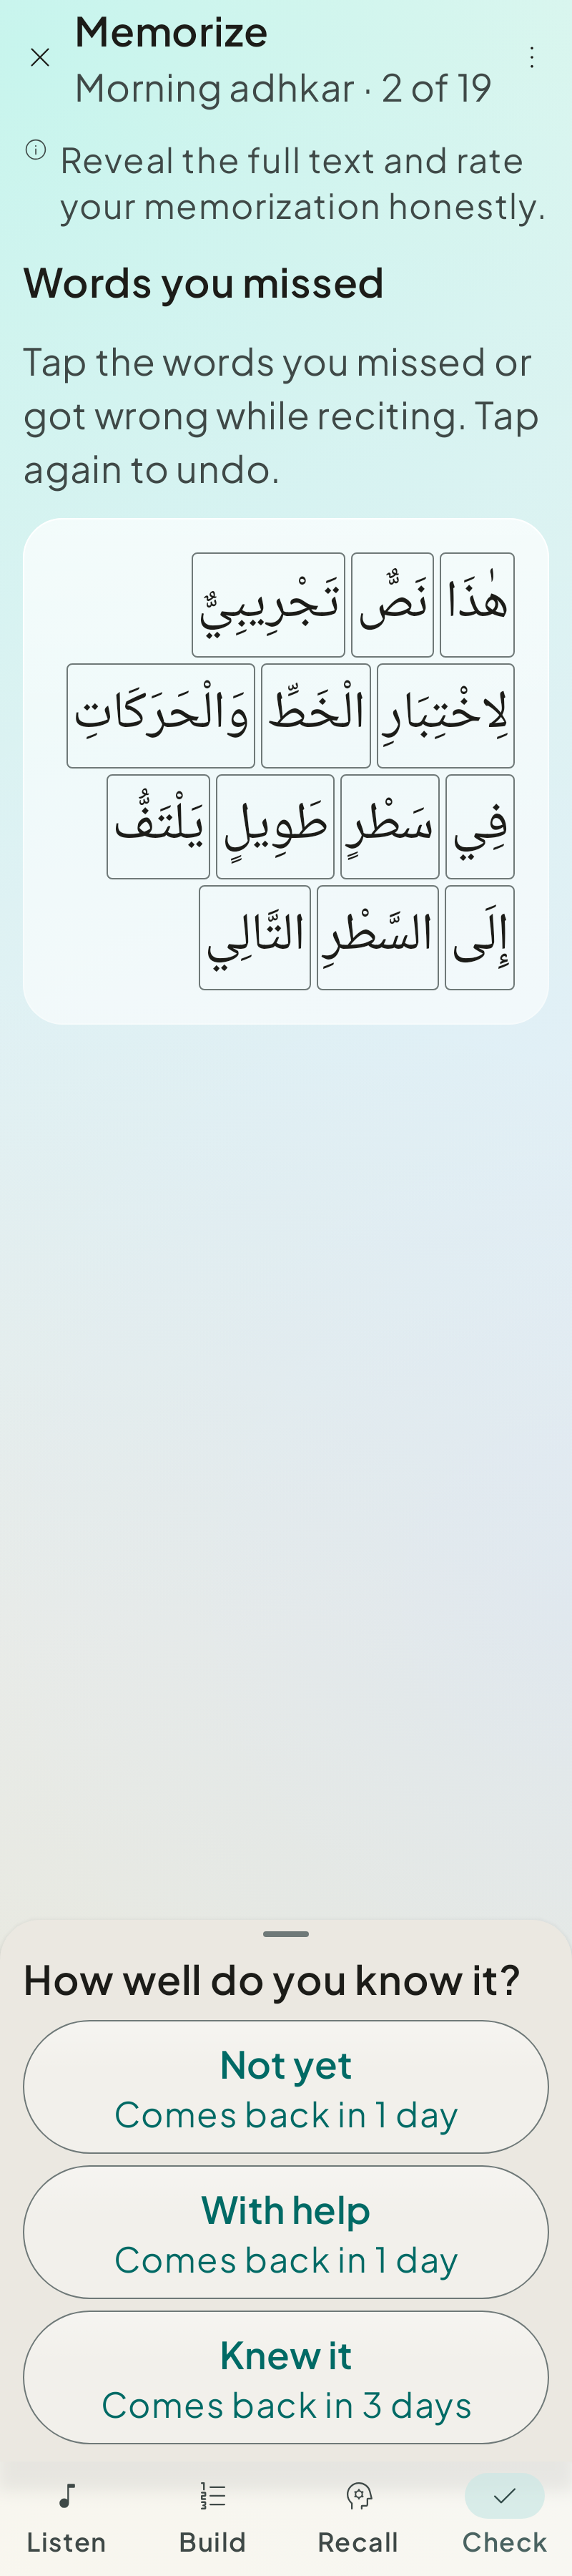 Memorize
Morning adhkar · 2 of 19
Reveal the full text and rate
your memorization honestly.
Words you missed
Tap the words you missed or
got wrong while reciting. Tap
again to undo.
هٰذَا نَصٌّ تَجْرِيبِيٌّ
لِاخْتِبَارِ الْخَطِّ وَالْحَرَكَاتِ
فِي سَطْرٍ طَوِيلٍ يَلْتَفُّ
إِلَى السَّطْرِ التَّالِي
How well do you know it?
Not yet
Comes back in 1 day
With help
Comes back in 1 day
Knew it
Comes back in 3 days
Listen Build Recall Check